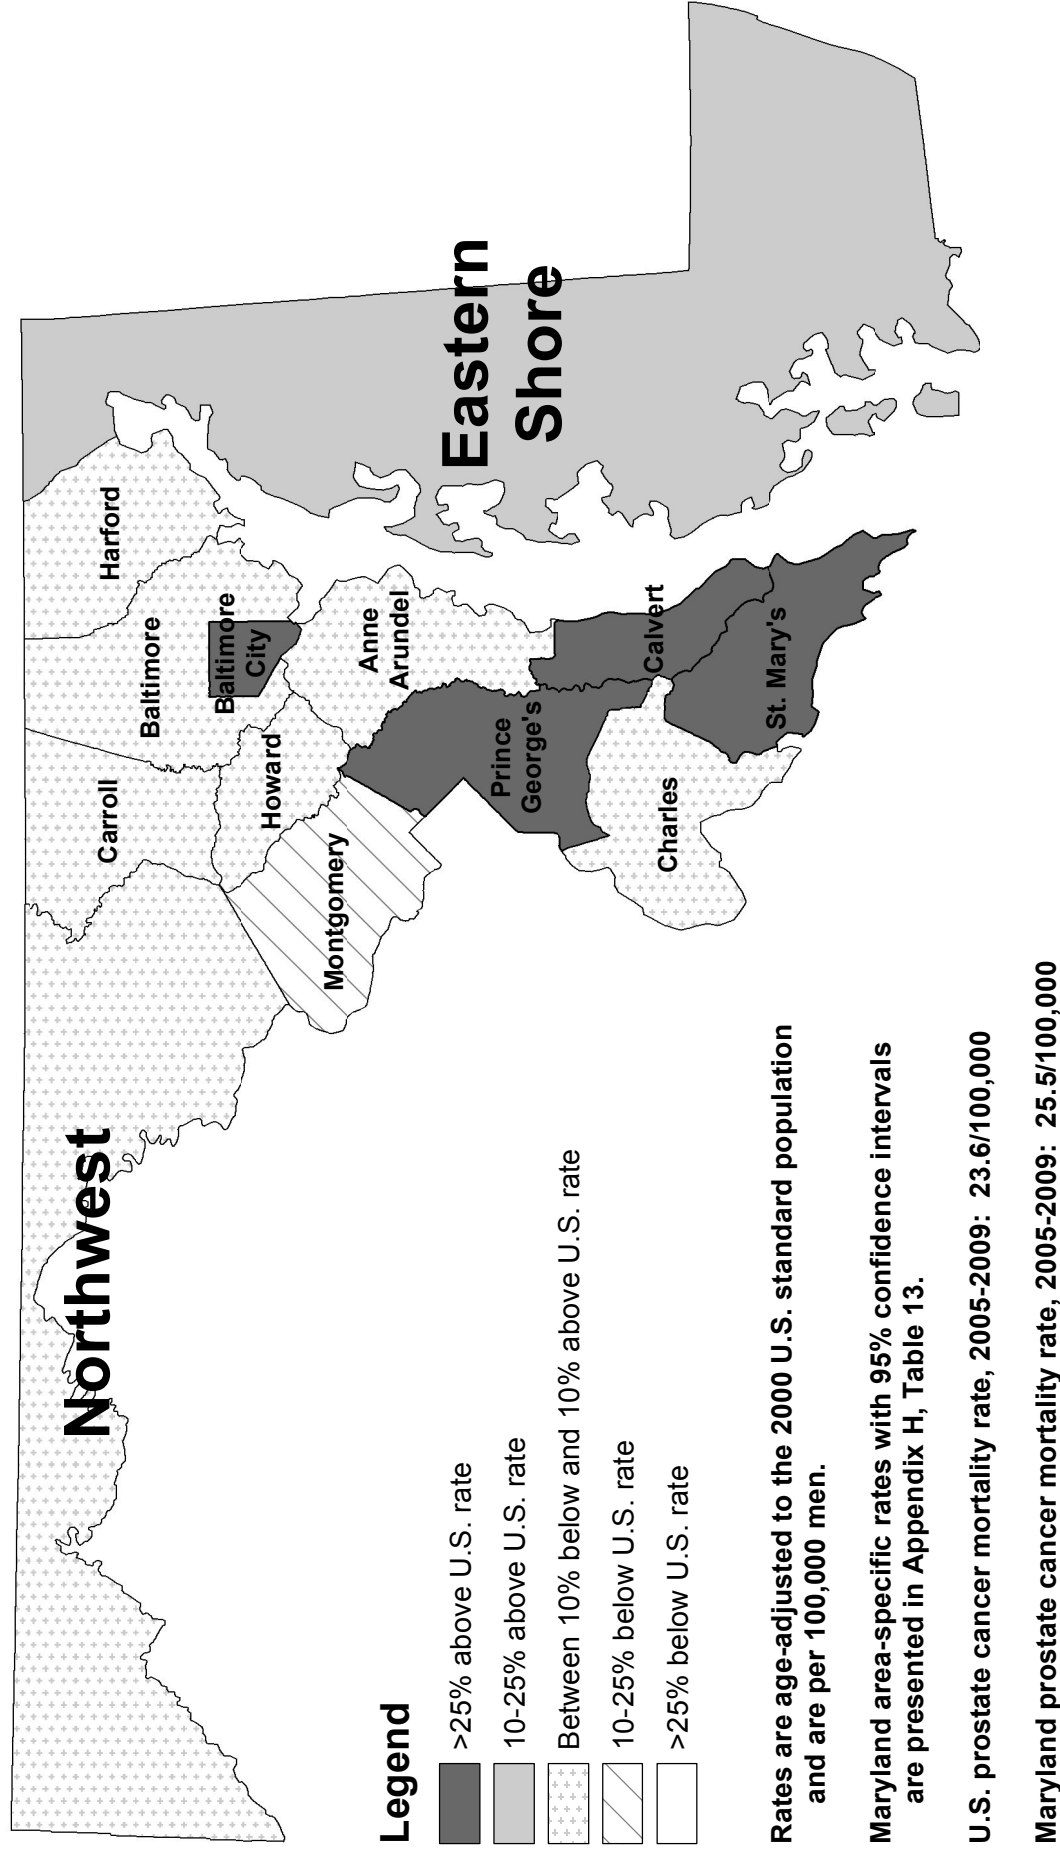 Northwest
Carroll
Baltimore
Harford
Baltimore
City
Howard
Montgomery
Anne
Arundel
Eastern
Shore
Prince
George's
Calvert
Charles
St. Mary's
Legend
>25% above U.S. rate
10-25% above U.S. rate
Between 10% below and 10% above U.S. rate
10-25% below U.S. rate
>25% below U.S. rate
Rates are age-adjusted to the 2000 U.S. standard population
and are per 100,000 men.
Maryland area-specific rates with 95% confidence intervals
are presented in Appendix H, Table 13.
U.S. prostate cancer mortality rate, 2005-2009: 23.6/100,000
Maryland prostate cancer mortality rate, 2005-2009: 25.5/100,000